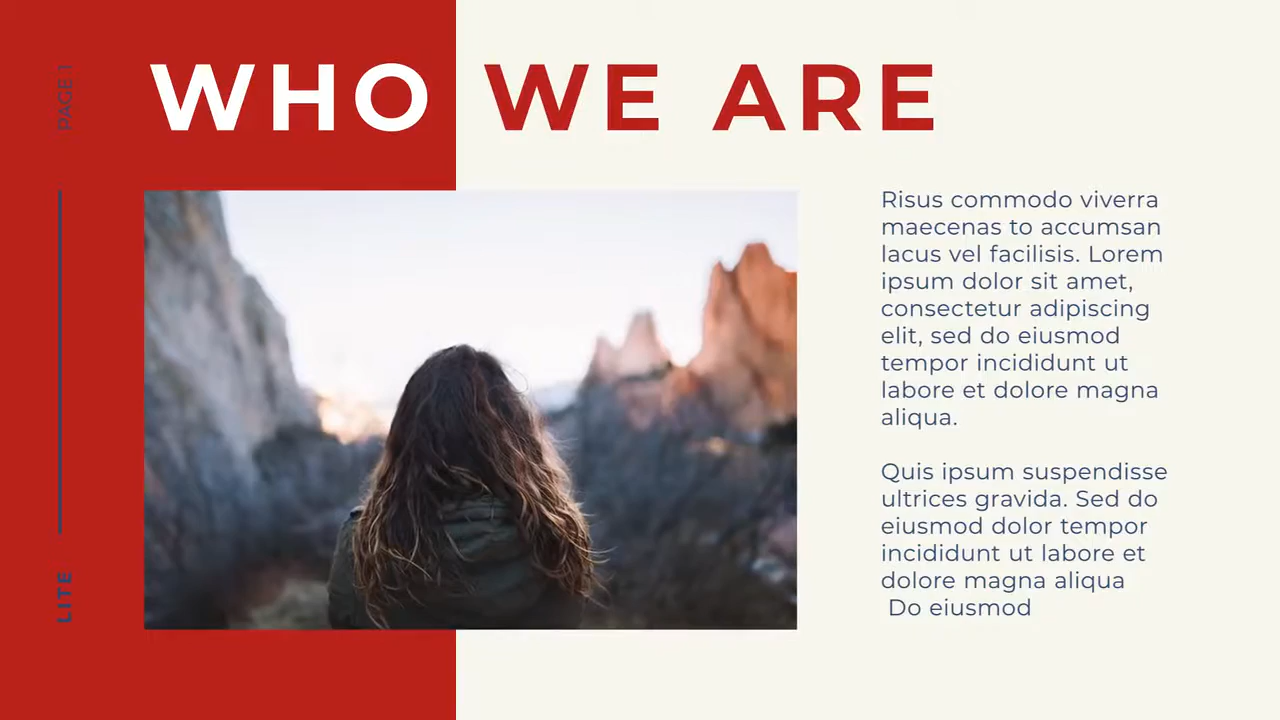 PAGE 1
WHO WE ARE
Risus commodo viverra
maecenas to accumsan
lacus vel facilisis. Lorem
ipsum dolor sit amet,
consectetur adipiscing
elit, sed do eiusmod
tempor incididunt ut
labore et dolore magna
aliqua.
Quis ipsum suspendisse
ultrices gravida. Sed do
eiusmod dolor tempor
incididunt ut labore et
dolore magna aliqua
Do eiusmod
LITE